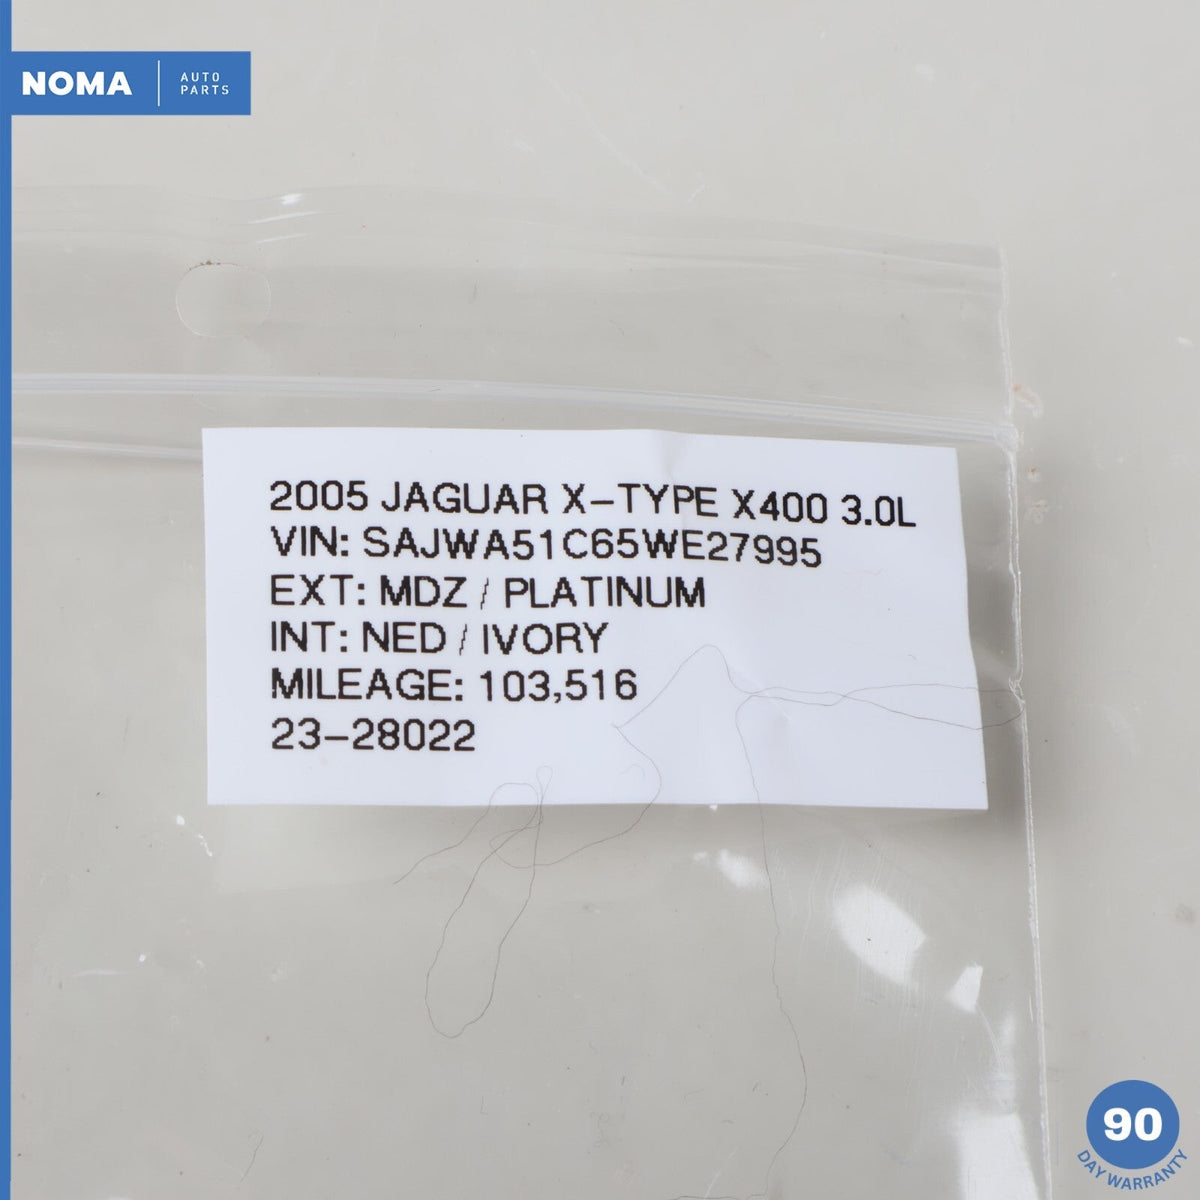 NOMA
AUTO
PARTS
2005 JAGUAR X-TYPE X400 3.0L
VIN: SAJWA51C65WE27995
EXT: MDZ / PLATINUM
INT: NED / IVORY
MILEAGE: 103,516
23-28022
90
DAY WARRANTY